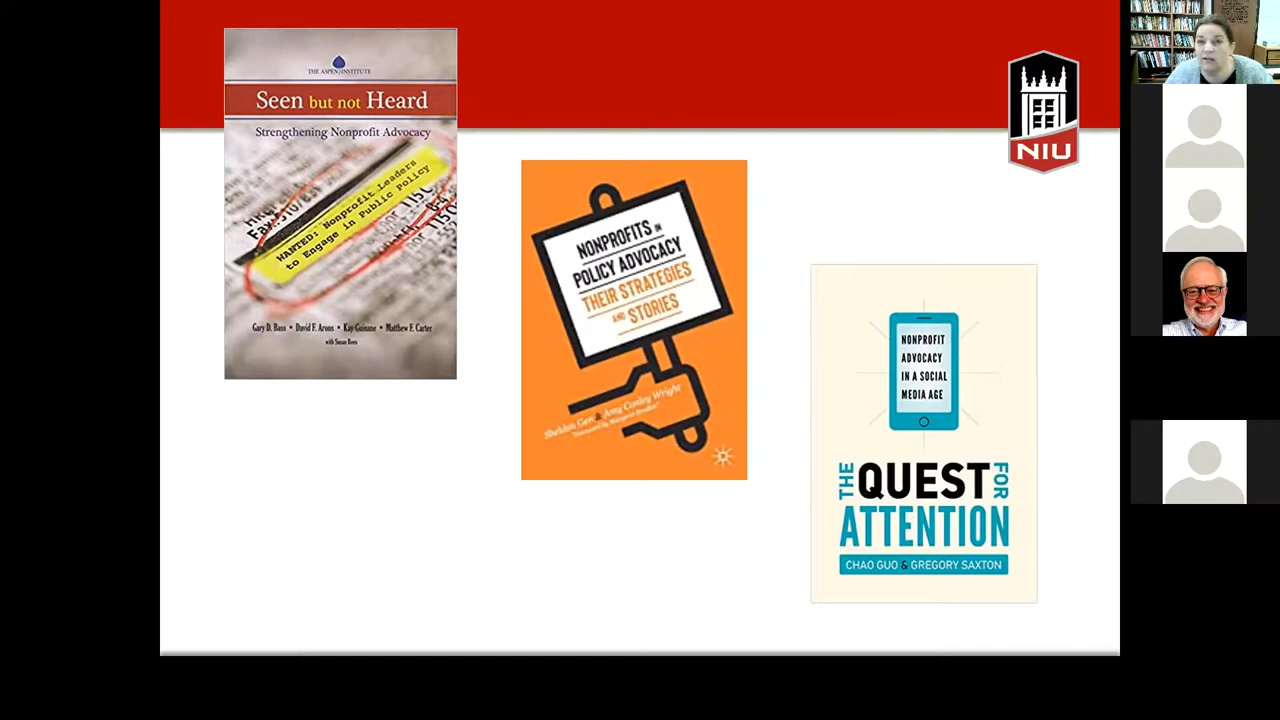 THE ASPEN INSTITUTE
Seen but not Heard
Strengthening Nonprofit Advocacy
WANTED: Nonprofit Leaders
to Engage in Public Policy
Gary D. Bass • David F. Arons • Kay Guinane • Matthew F. Carter
with Susan Rees
NONPROFITS IN
POLICY ADVOCACY
THEIR STRATEGIES
AND STORIES
Sheldon Gen & Amy Conley Wright
NONPROFIT
ADVOCACY
IN A SOCIAL
MEDIA AGE
THE QUEST FOR
ATTENTION
CHAO GUO & GREGORY SAXTON
NIU